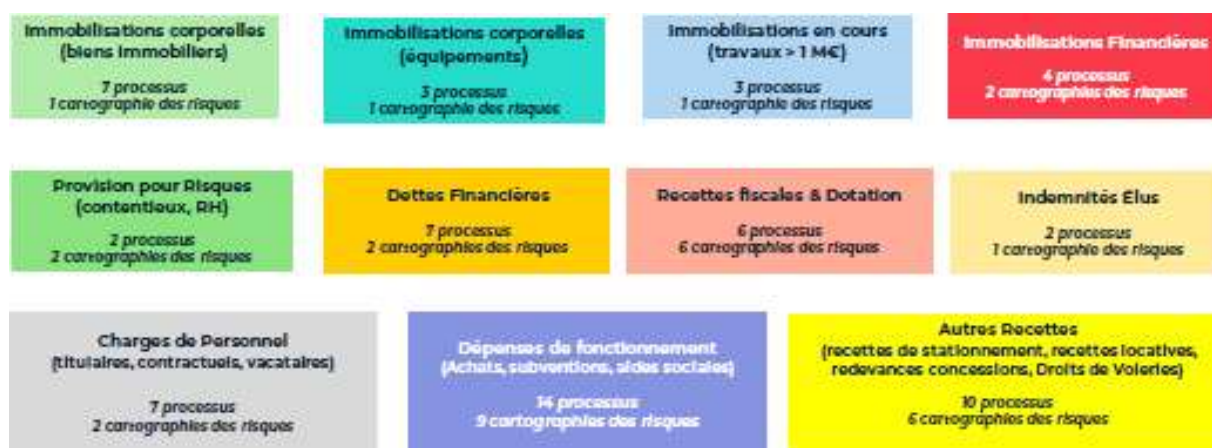 Immobilisations corporelles
(biens immobiliers)
7 processus
1 cartographie des risques
Immobilisations corporelles
(équipements)
3 processus
1 cartographie des risques
Immobilisations en cours
(travaux > 1 M€)
3 processus
1 cartographie des risques
Immobilisations Financières
4 processus
2 cartographies des risques
Provision pour Risques
(contentieux, RH)
2 processus
2 cartographies des risques
Dettes Financières
7 processus
2 cartographies des risques
Recettes fiscales & Dotation
6 processus
6 cartographies des risques
Indemnités Élus
2 processus
1 cartographie des risques
Charges de Personnel
(titulaires, contractuels, vacataires)
7 processus
2 cartographies des risques
Dépenses de fonctionnement
(Achats, subventions, aides sociales)
14 processus
9 cartographies des risques
Autres Recettes
(recettes de stationnement, recettes locatives,
redevances concessions, Droits de Voieries)
10 processus
6 cartographies des risques